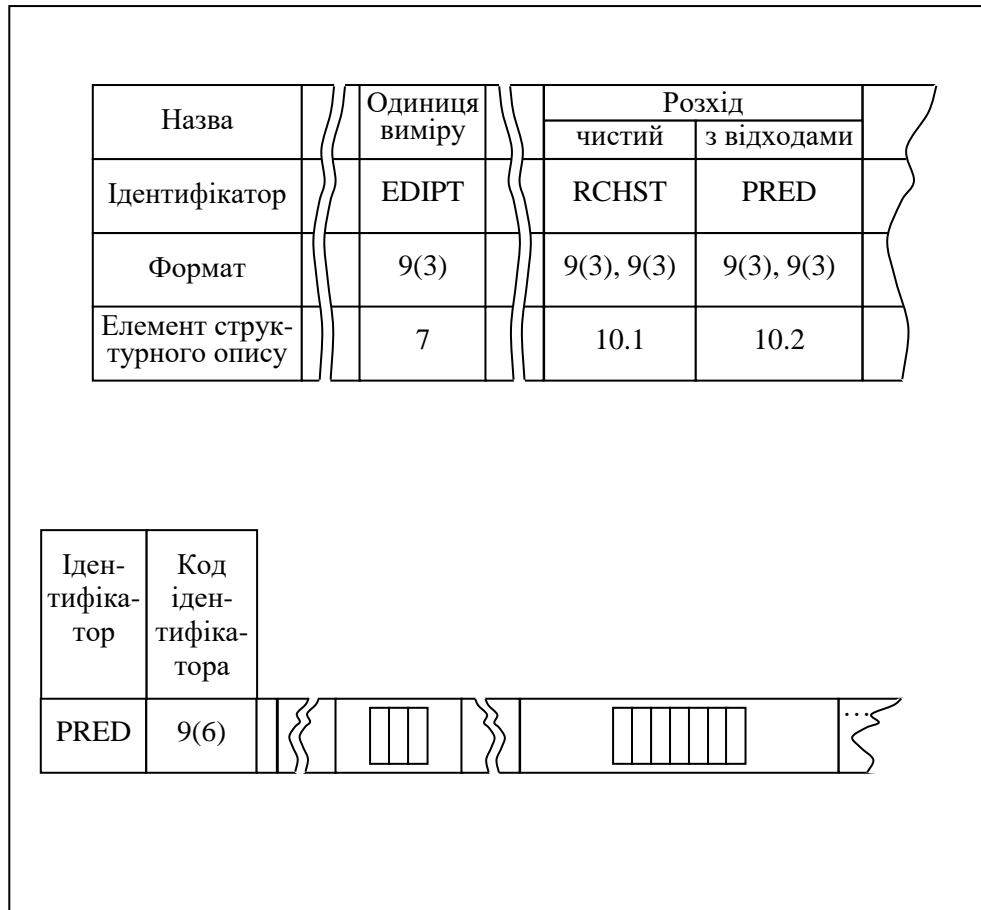 Назва
Одиниця
виміру
Розхід
чистий
з відходами
Ідентифікатор
EDIPT
RCHST
PRED
Формат
9(3)
9(3), 9(3)
9(3), 9(3)
Елемент струк-
турного опису
7
10.1
10.2
Іден-
тифіка-
тор
Код
іден-
тифіка-
тора
PRED
9(6)
...